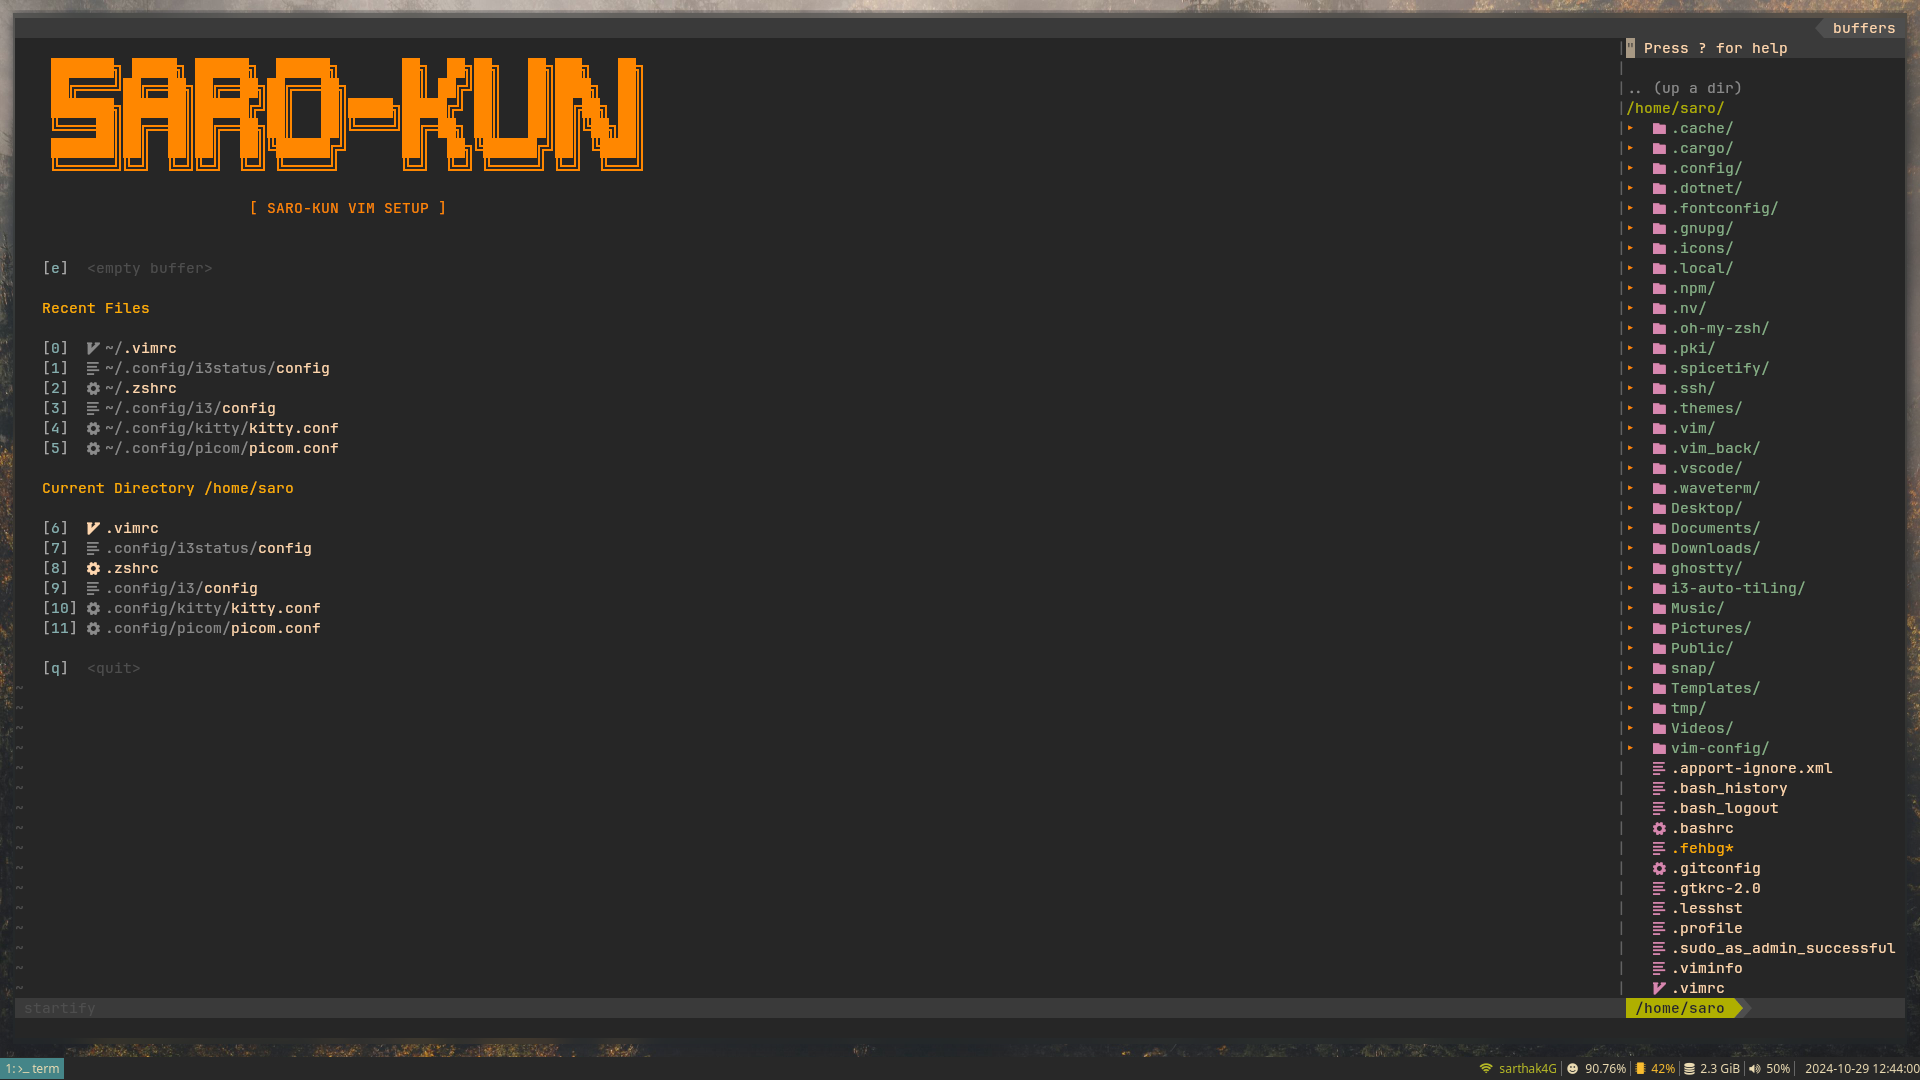 buffers
SARO-KUN
[ SARO-KUN VIM SETUP ]
[e] <empty buffer>
Recent Files
[0] ~/.vimrc
[1] ~/.config/i3status/config
[2] ~/.zshrc
[3] ~/.config/i3/config
[4] ~/.config/kitty/kitty.conf
[5] ~/.config/picom/picom.conf
Current Directory /home/saro
[6] .vimrc
[7] .config/i3status/config
[8] .zshrc
[9] .config/i3/config
[10] .config/kitty/kitty.conf
[11] .config/picom/picom.conf
[q] <quit>
startify
" Press ? for help
.. (up a dir)
/home/saro/
.cache/
.cargo/
.config/
.dotnet/
.fontconfig/
.gnupg/
.icons/
.local/
.npm/
.nv/
.oh-my-zsh/
.pki/
.spicetify/
.ssh/
.themes/
.vim/
.vim_back/
.vscode/
.waveterm/
Desktop/
Documents/
Downloads/
ghostty/
i3-auto-tiling/
Music/
Pictures/
Public/
snap/
Templates/
tmp/
Videos/
vim-config/
.apport-ignore.xml
.bash_history
.bash_logout
.bashrc
.fehbg*
.gitconfig
.gtkrc-2.0
.lesshst
.profile
.sudo_as_admin_successful
.viminfo
.vimrc
/home/saro
1: >_ term
sarthak4G | 90.76% | 42% | 2.3 GiB | 50% | 2024-10-29 12:44:00